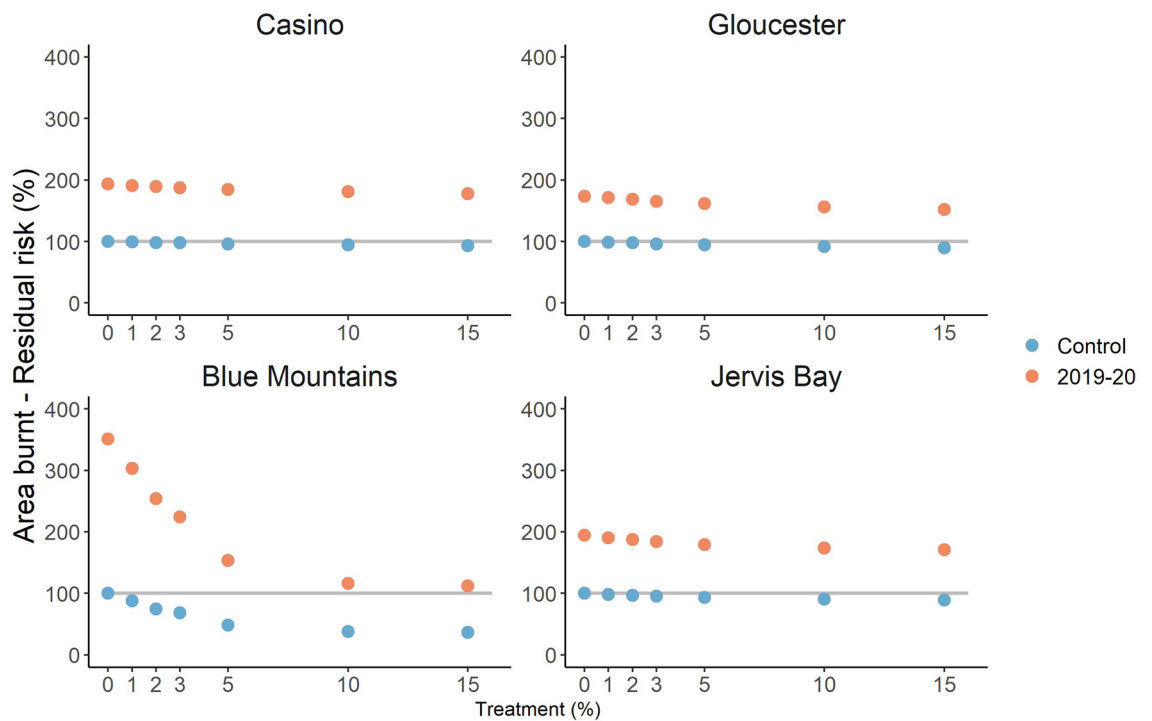 Casino
Gloucester
400
300
200
100
0
0 1 2 3 5 10 15
400
300
200
100
0
0 1 2 3 5 10 15
Area burnt - Residual risk (%)
Control
2019-20
Blue Mountains
Jervis Bay
400
300
200
100
0
0 1 2 3 5 10 15
400
300
200
100
0
0 1 2 3 5 10 15
Treatment (%)